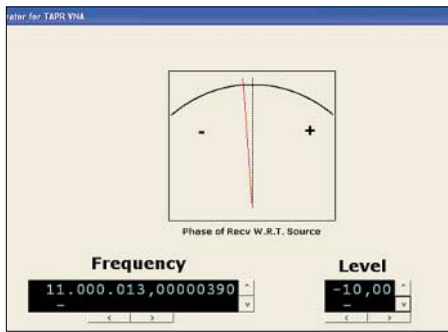 rator for TAPR VNA
- +
Phase of Recv W.R.T. Source
Frequency
11.000.013,00000390
Level
-10,00